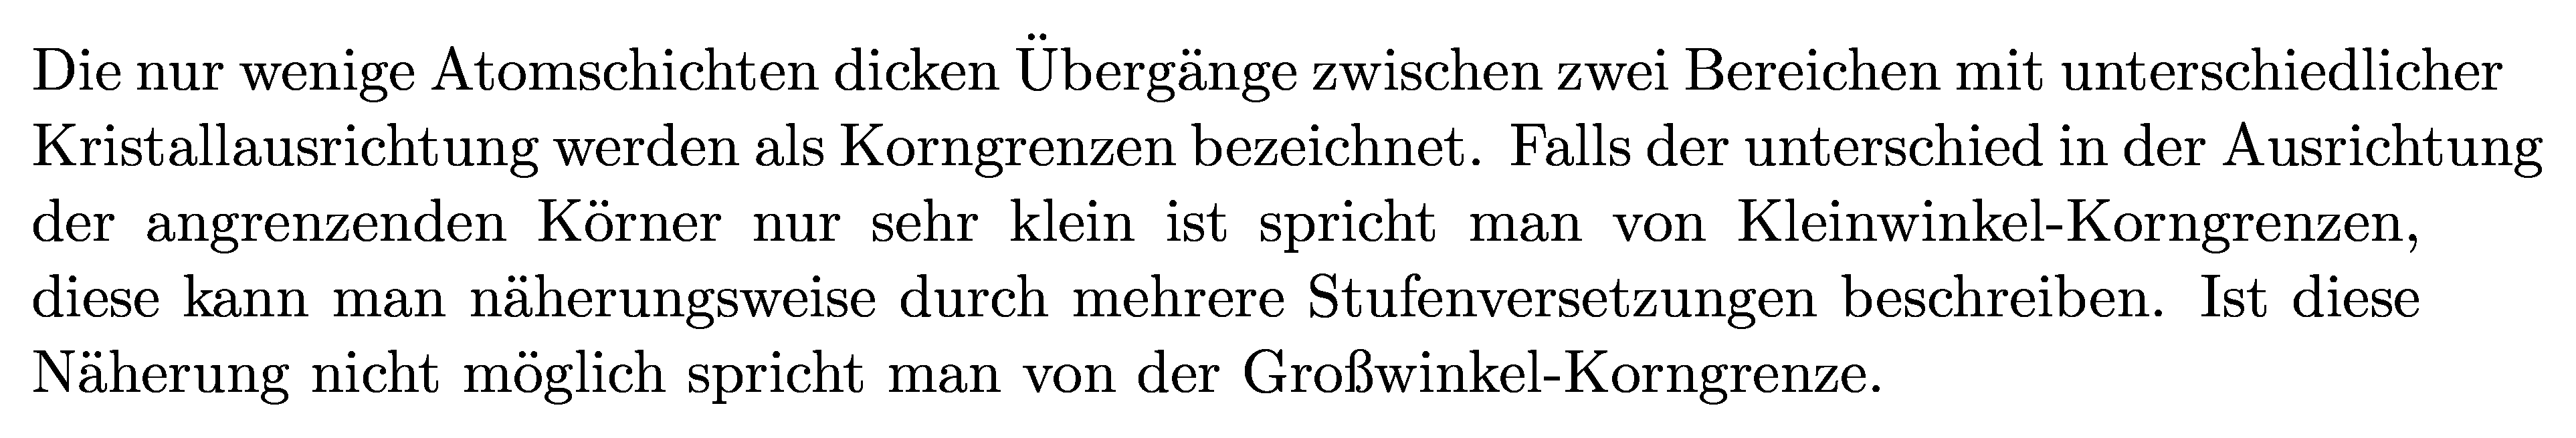 Die nur wenige Atomschichten dicken Übergänge zwischen zwei Bereichen mit unterschiedlicher
Kristallausrichtung werden als Korngrenzen bezeichnet. Falls der unterschied in der Ausrichtung
der angrenzenden Körner nur sehr klein ist spricht man von Kleinwinkel-Korngrenzen,
diese kann man näherungsweise durch mehrere Stufenversetzungen beschreiben. Ist diese
Näherung nicht möglich spricht man von der Großwinkel-Korngrenze.